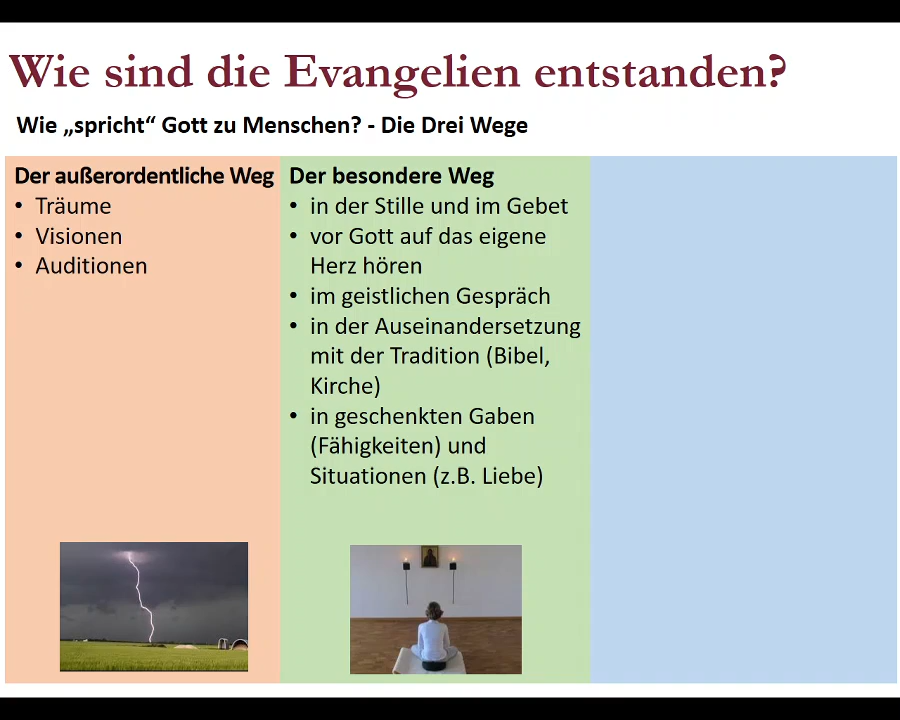 Wie sind die Evangelien entstanden?
Wie „spricht“ Gott zu Menschen? - Die Drei Wege
Der außerordentliche Weg
• Träume
• Visionen
• Auditionen
Der besondere Weg
• in der Stille und im Gebet
• vor Gott auf das eigene
Herz hören
• im geistlichen Gespräch
• in der Auseinandersetzung
mit der Tradition (Bibel,
Kirche)
• in geschenkten Gaben
(Fähigkeiten) und
Situationen (z.B. Liebe)